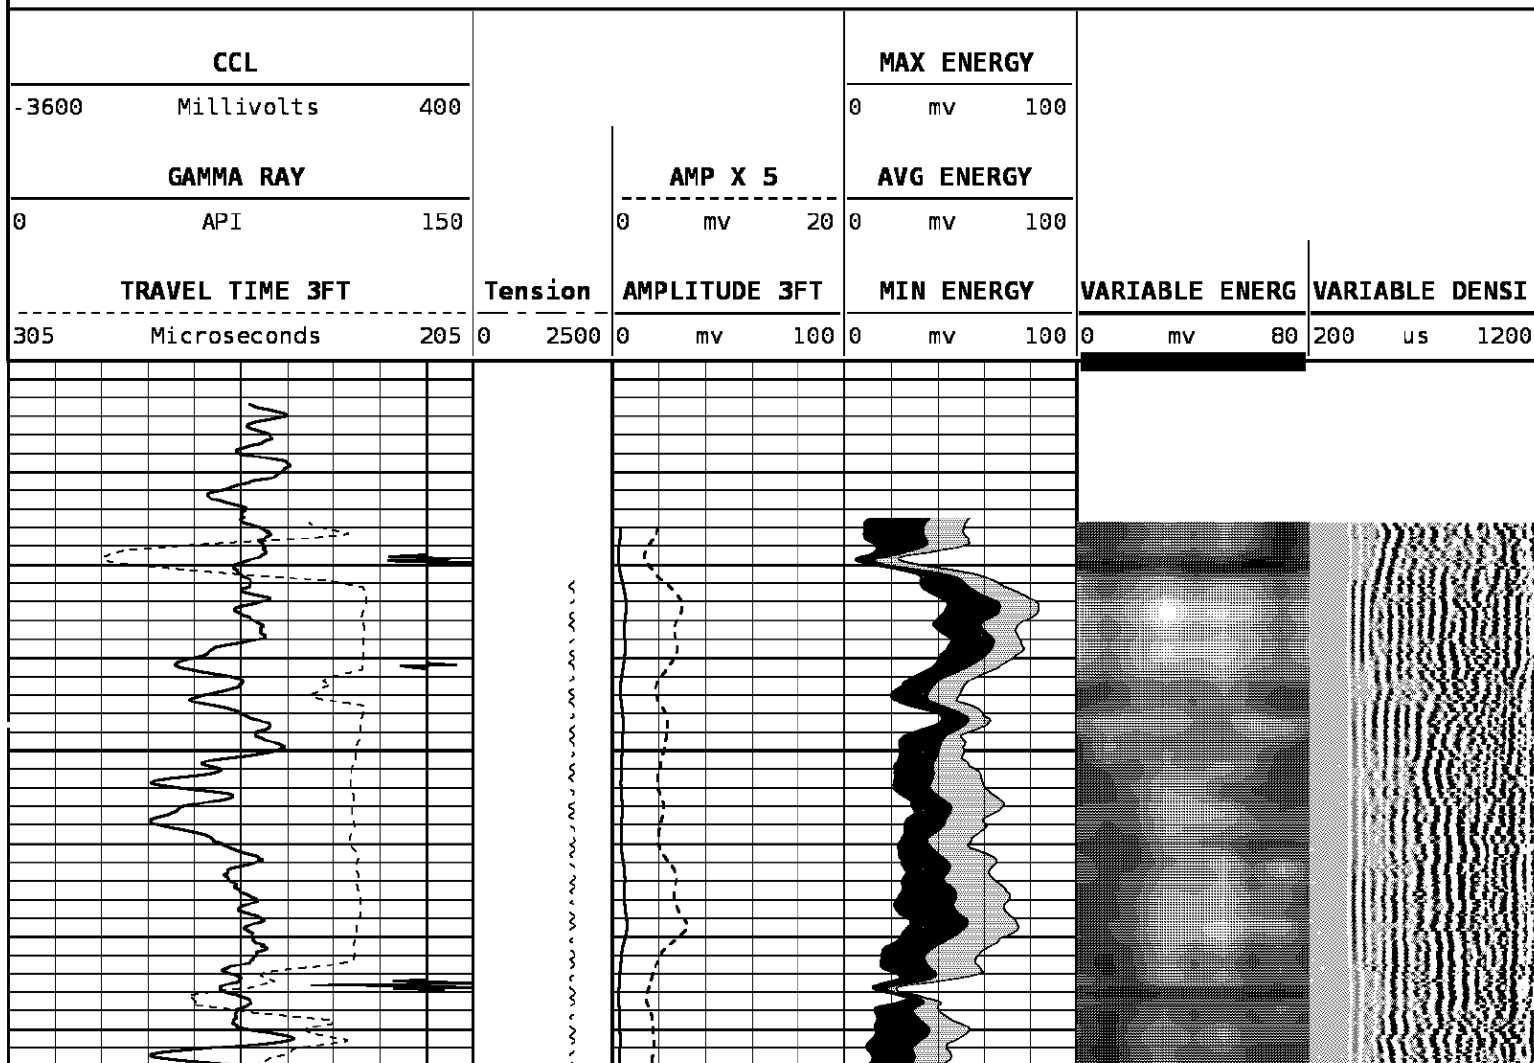 CCL
-3600 Millivolts 400
GAMMA RAY
0 API 150
TRAVEL TIME 3FT
305 Microseconds 205
Tension
0 2500
AMP X 5
0 mv 20
AMPLITUDE 3FT
0 mv 100
MAX ENERGY
0 mv 100
AVG ENERGY
0 mv 100
MIN ENERGY
0 mv 100
VARIABLE ENERG
0 mv 80
VARIABLE DENSI
200 us 1200